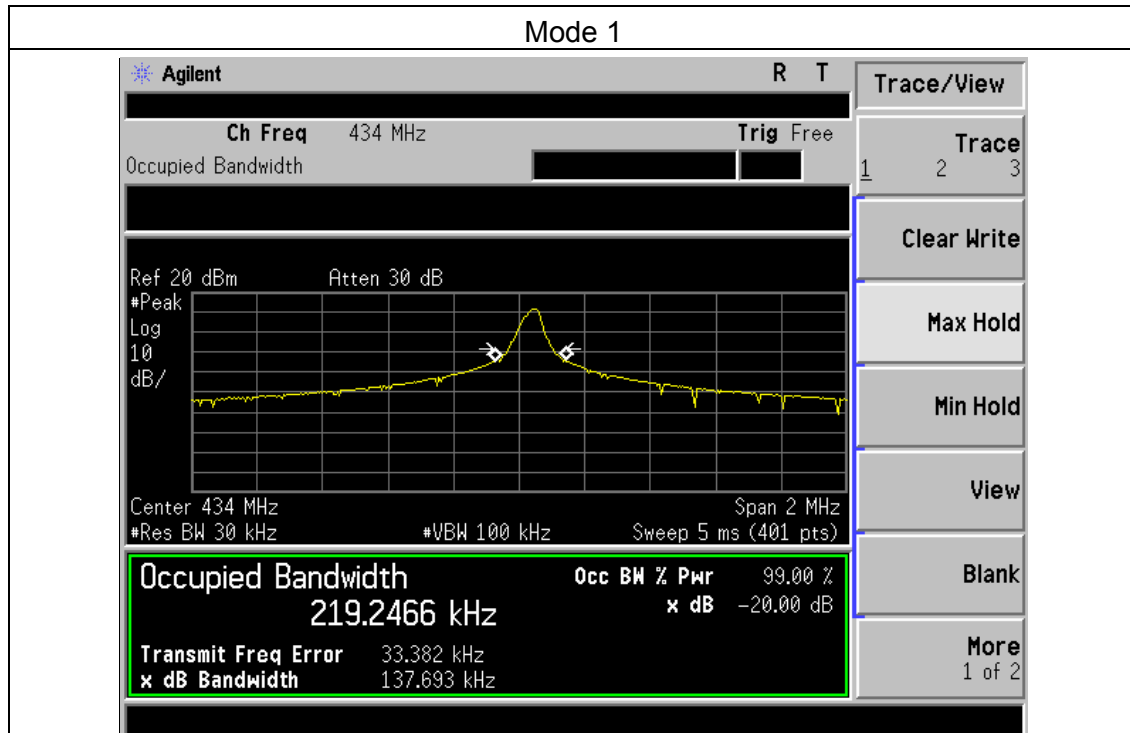 Mode 1
Agilent R T
Trace/View
Ch Freq 434 MHz Trig Free
Occupied Bandwidth
Trace
1 2 3
Clear Write
Ref 20 dBm Atten 30 dB
#Peak
Log
10
dB/
Max Hold
Min Hold
View
Center 434 MHz Span 2 MHz
#Res BW 30 kHz #VBW 100 kHz Sweep 5 ms (401 pts)
Occupied Bandwidth Occ BW % Pwr 99.00 %
219.2466 kHz x dB -20.00 dB
Blank
Transmit Freq Error 33.382 kHz
x dB Bandwidth 137.693 kHz
More
1 of 2